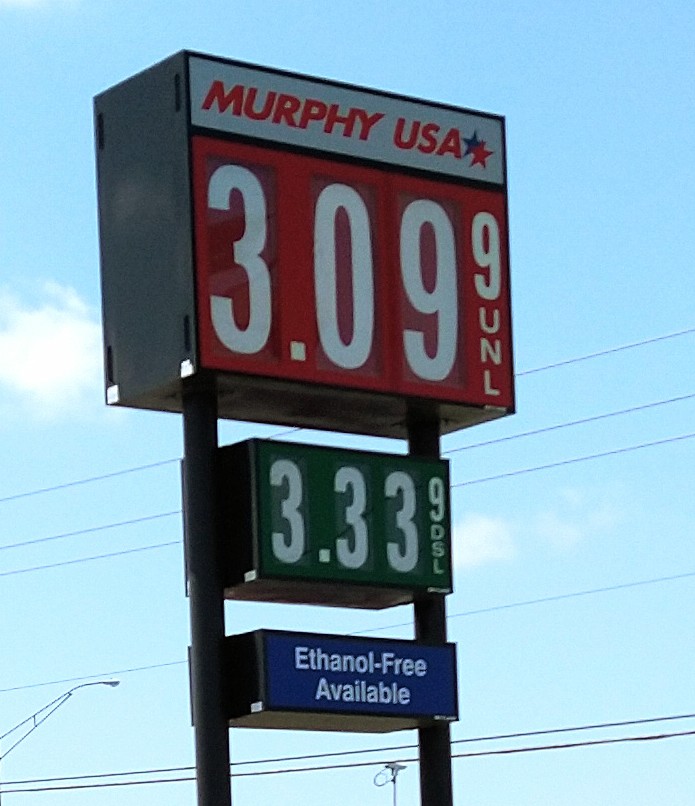 MURPHY USA
3.09 9 UNL
3.33 9 DSL
Ethanol-Free
Available